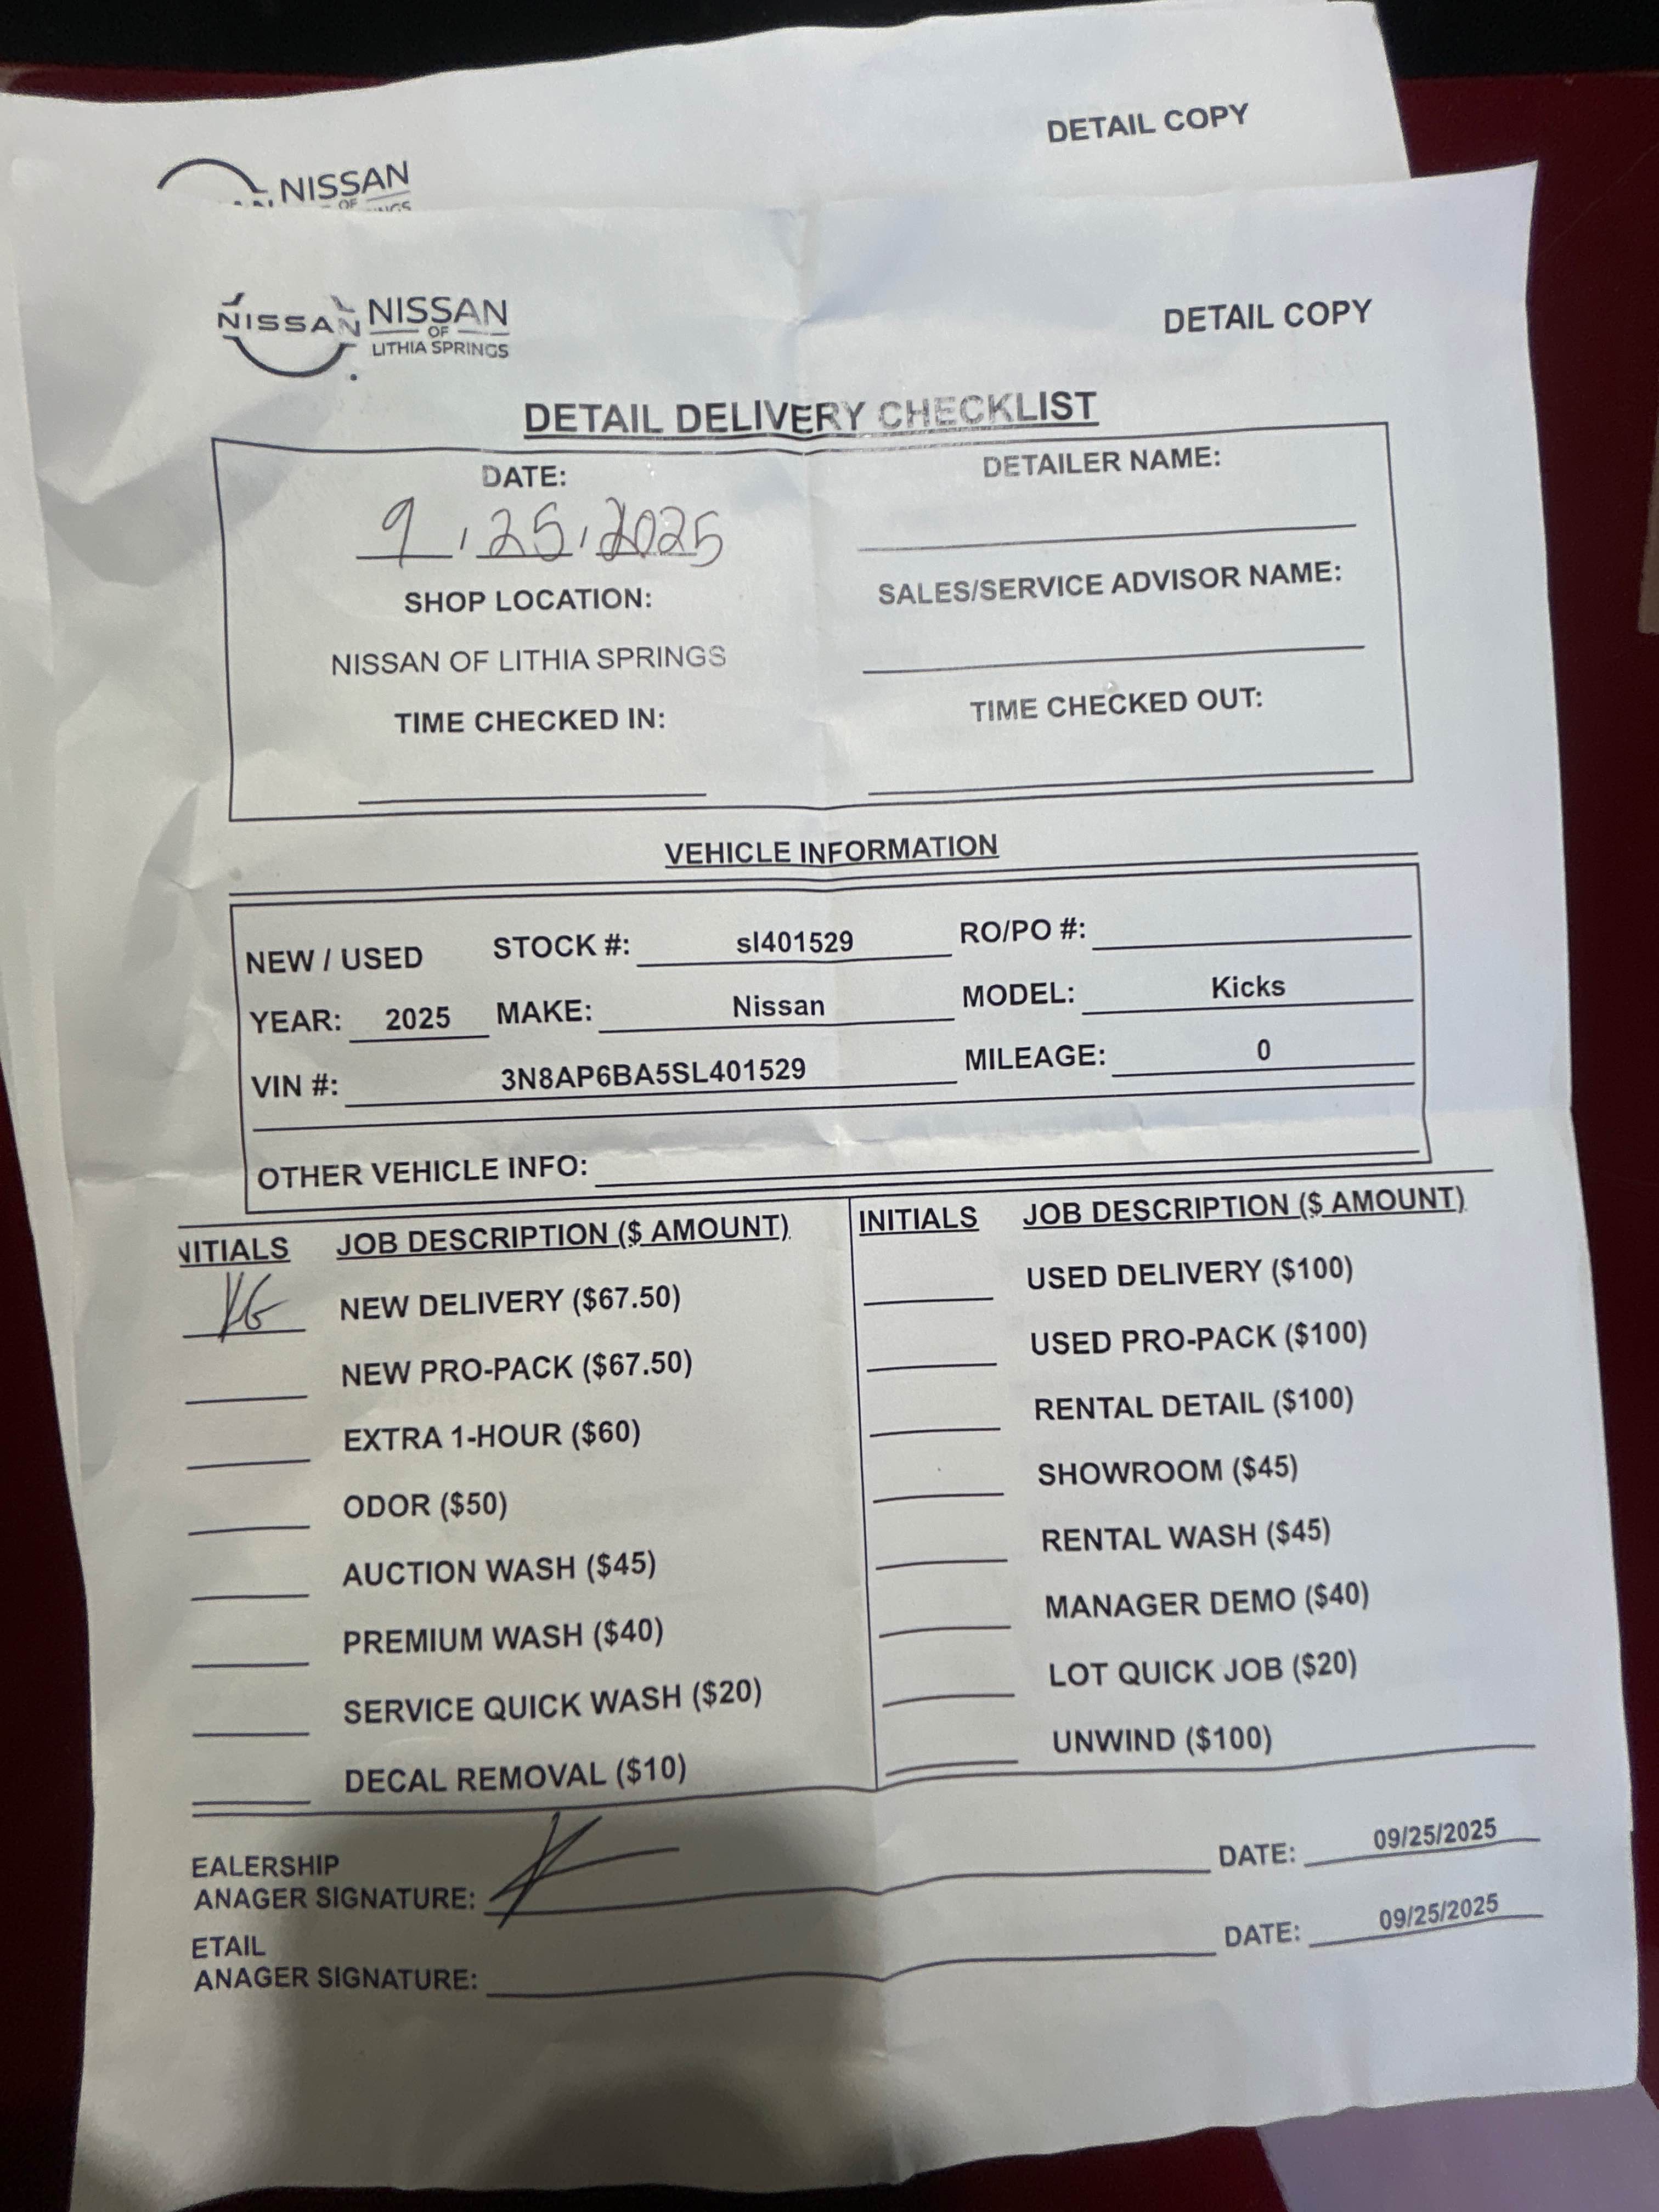 DETAIL COPY
NISSAN
OF
NISSAN NISSAN
OF
LITHIA SPRINGS
DETAIL COPY
DETAIL DELIVERY CHECKLIST
DATE: DETAILER NAME:
9 / 25 / 2025
SHOP LOCATION: SALES/SERVICE ADVISOR NAME:
NISSAN OF LITHIA SPRINGS
TIME CHECKED IN: TIME CHECKED OUT:
VEHICLE INFORMATION
NEW / USED STOCK #: sl401529 RO/PO #:
YEAR: 2025 MAKE: Nissan MODEL: Kicks
VIN #: 3N8AP6BA5SL401529 MILEAGE: 0
OTHER VEHICLE INFO:
NITIALS JOB DESCRIPTION ($ AMOUNT) INITIALS JOB DESCRIPTION ($ AMOUNT)
NEW DELIVERY ($67.50) USED DELIVERY ($100)
NEW PRO-PACK ($67.50) USED PRO-PACK ($100)
EXTRA 1-HOUR ($60) RENTAL DETAIL ($100)
ODOR ($50) SHOWROOM ($45)
AUCTION WASH ($45) RENTAL WASH ($45)
PREMIUM WASH ($40) MANAGER DEMO ($40)
SERVICE QUICK WASH ($20) LOT QUICK JOB ($20)
DECAL REMOVAL ($10) UNWIND ($100)
EALERSHIP
ANAGER SIGNATURE: DATE: 09/25/2025
ETAIL
ANAGER SIGNATURE: DATE: 09/25/2025